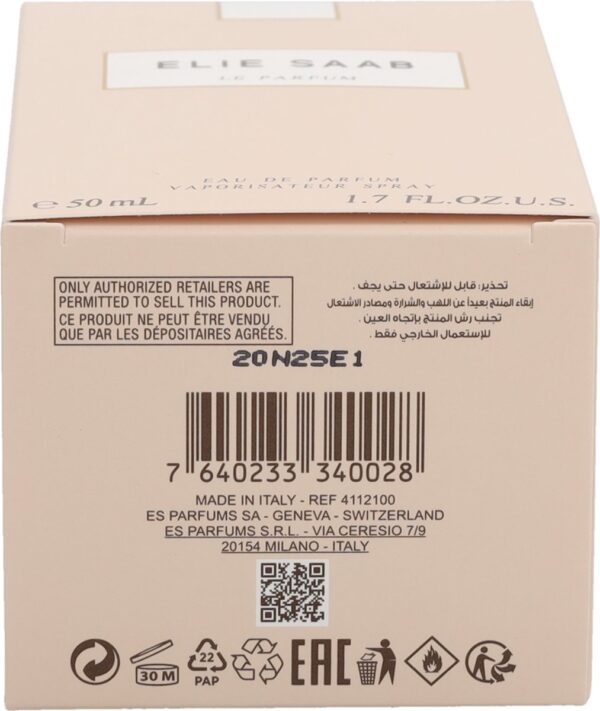 ELIE SAAB
LE PARFUM
EAU DE PARFUM
VAPORISATEUR SPRAY
℮ 50 mL 1.7 FL.OZ.U.S.
ONLY AUTHORIZED RETAILERS ARE
PERMITTED TO SELL THIS PRODUCT.
CE PRODUIT NE PEUT ÊTRE VENDU
QUE PAR LES DÉPOSITAIRES AGRÉÉS.
تحذير: قابل للإشتعال حتى يجف .
إبقاء المنتج بعيداً عن اللهب والشرارة ومصادر الاشتعال
تجنب رش المنتج بإتجاه العين .
للإستعمال الخارجي فقط .
20N25E1
7 640233 340028
MADE IN ITALY - REF 4112100
ES PARFUMS SA - GENEVA - SWITZERLAND
ES PARFUMS S.R.L. - VIA CERESIO 7/9
20154 MILANO - ITALY
30 M
22
PAP
EAC